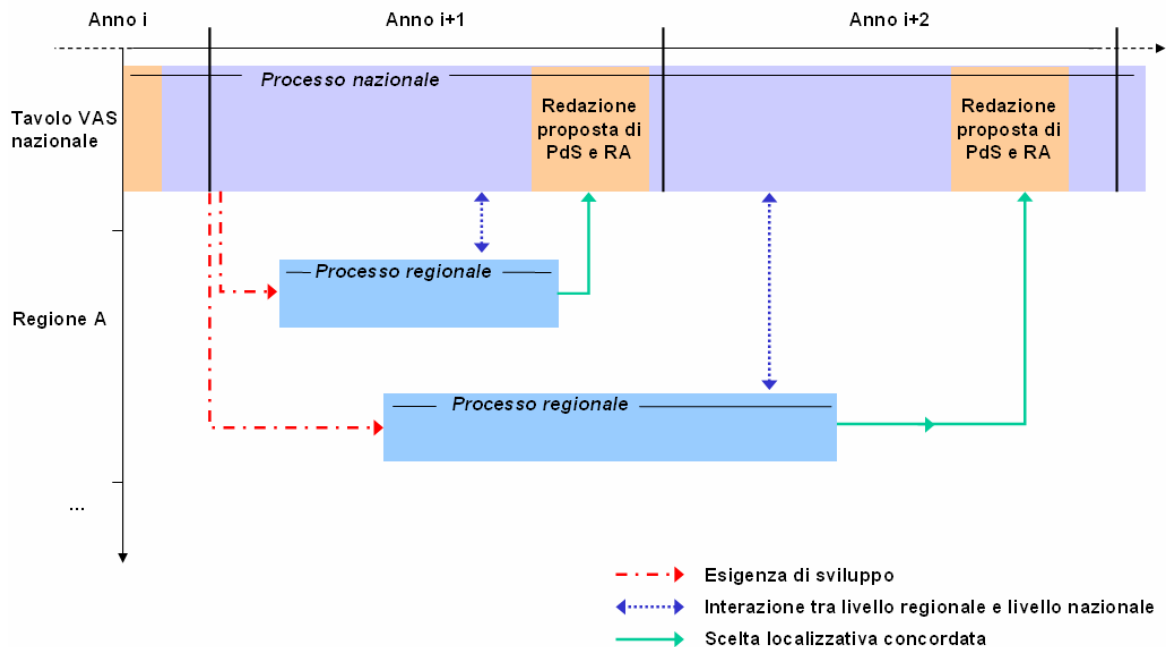 Anno i
Anno i+1
Anno i+2
Processo nazionale
Tavolo VAS
nazionale
Redazione
proposta di
PdS e RA
Redazione
proposta di
PdS e RA
Processo regionale
Regione A
Processo regionale
...
Esigenza di sviluppo
Interazione tra livello regionale e livello nazionale
Scelta localizzativa concordata